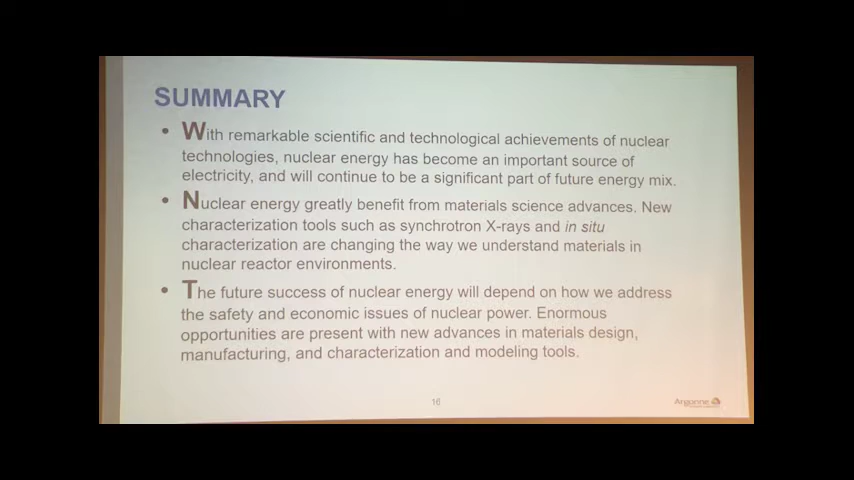 SUMMARY
• With remarkable scientific and technological achievements of nuclear
technologies, nuclear energy has become an important source of
electricity, and will continue to be a significant part of future energy mix.
• Nuclear energy greatly benefit from materials science advances. New
characterization tools such as synchrotron X-rays and in situ
characterization are changing the way we understand materials in
nuclear reactor environments.
• The future success of nuclear energy will depend on how we address
the safety and economic issues of nuclear power. Enormous
opportunities are present with new advances in materials design,
manufacturing, and characterization and modeling tools.
16
Argonne